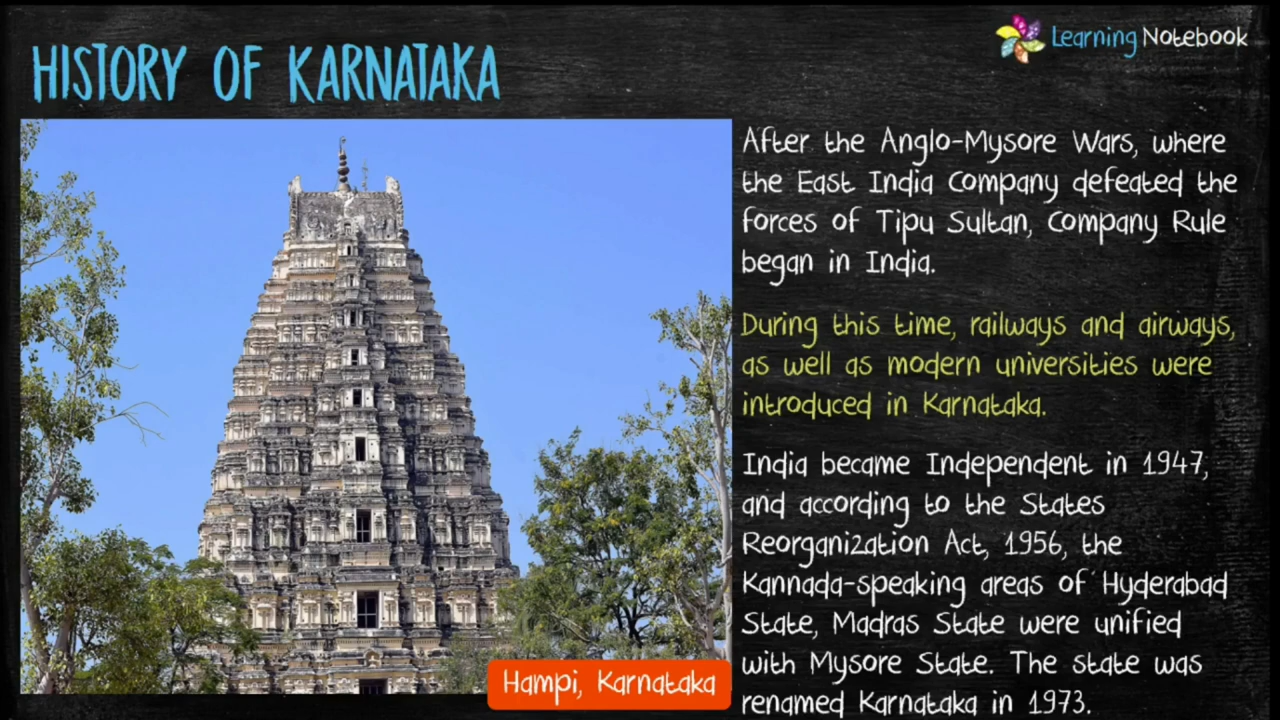 HISTORY OF KARNATAKA
Learning Notebook
After the Anglo-Mysore Wars, where
the East India Company defeated the
forces of Tipu Sultan, Company Rule
began in India.
During this time, railways and airways,
as well as modern universities were
introduced in Karnataka.
India became Independent in 1947,
and according to the States
Reorganization Act, 1956, the
Kannada-speaking areas of Hyderabad
State, Madras State were unified
with Mysore State. The state was
renamed Karnataka in 1973.
Hampi, Karnataka